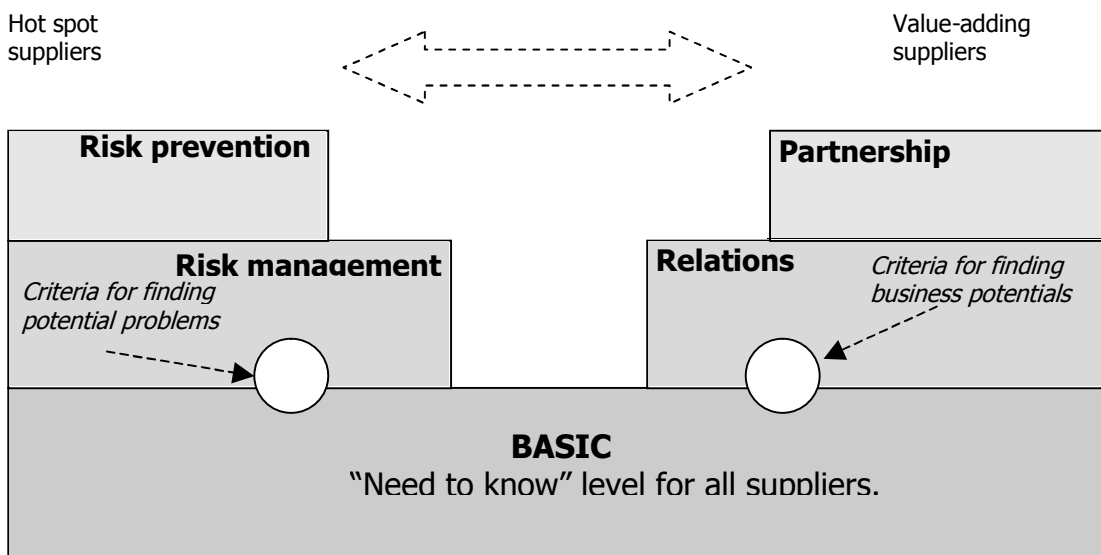 Hot spot
suppliers
Value-adding
suppliers
Risk prevention
Partnership
Risk management
Relations
Criteria for finding
potential problems
Criteria for finding
business potentials
BASIC
“Need to know” level for all suppliers.